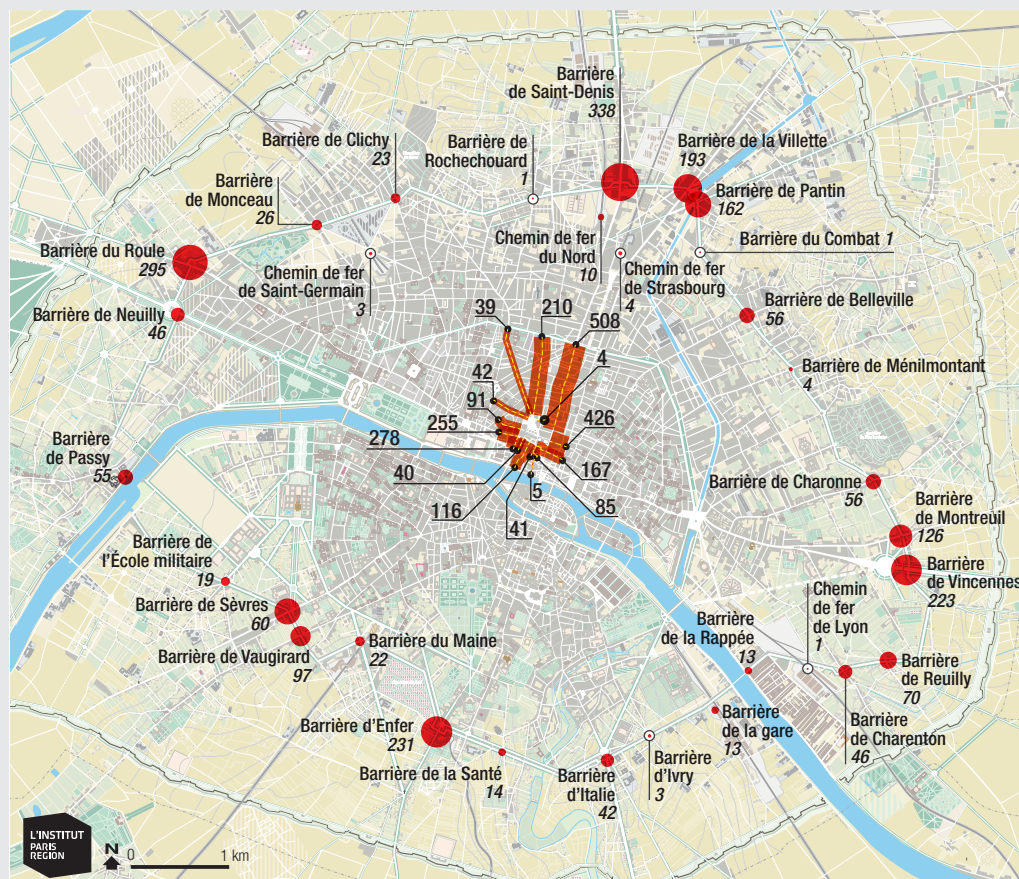 Barrière
de Saint-Denis
338
Barrière de Clichy
23
Barrière de
Rochechouard
1
Barrière de la Villette
193
Barrière
de Monceau
26
Barrière de Pantin
162
Barrière du Roule
295
Chemin de fer
de Saint-Germain
3
Chemin de fer
du Nord
10
Barrière du Combat 1
Chemin de fer
de Strasbourg
4
Barrière de Neuilly
46
Barrière de Belleville
56
39
210
508
4
Barrière de Ménilmontant
4
42
91
255
278
40
116
41
5
85
167
426
Barrière
de Passy
55
Barrière de Charonne
56
Barrière
de Montreuil
126
Barrière de
l'École militaire
19
Barrière
de Vincennes
223
Barrière de Sèvres
60
Barrière de Vaugirard
97
Barrière du Maine
22
Barrière
de la Rappée
13
Chemin
de fer
de Lyon
1
Barrière
de Reuilly
70
Barrière d'Enfer
231
Barrière
de la gare
13
Barrière
de Charenton
46
Barrière de la Santé
14
Barrière
d'Italie
42
Barrière
d'Ivry
3
L'INSTITUT
PARIS
REGION
N
0 1 km